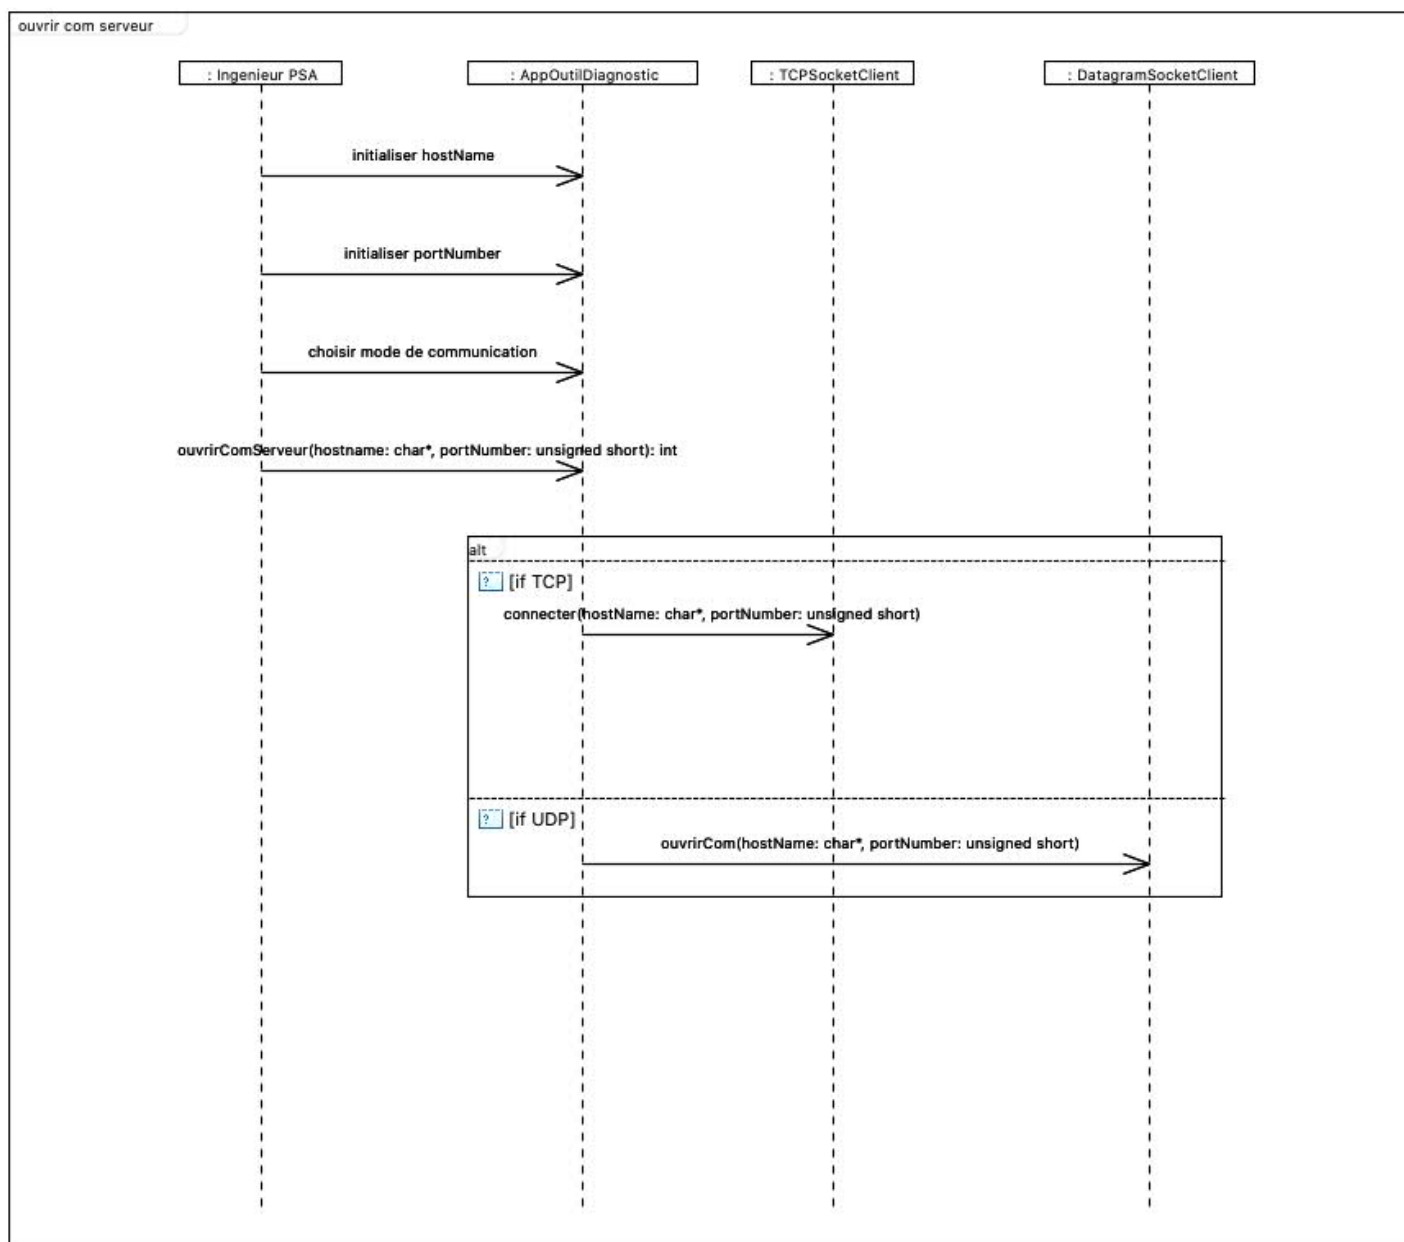 ouvrir com serveur
: Ingenieur PSA
: AppOutilDiagnostic
: TCPSocketClient
: DatagramSocketClient
initialiser hostName
initialiser portNumber
choisir mode de communication
ouvrirComServeur(hostname: char*, portNumber: unsigned short): int
alt
? [if TCP]
connecter(hostName: char*, portNumber: unsigned short)
? [if UDP]
ouvrirCom(hostName: char*, portNumber: unsigned short)